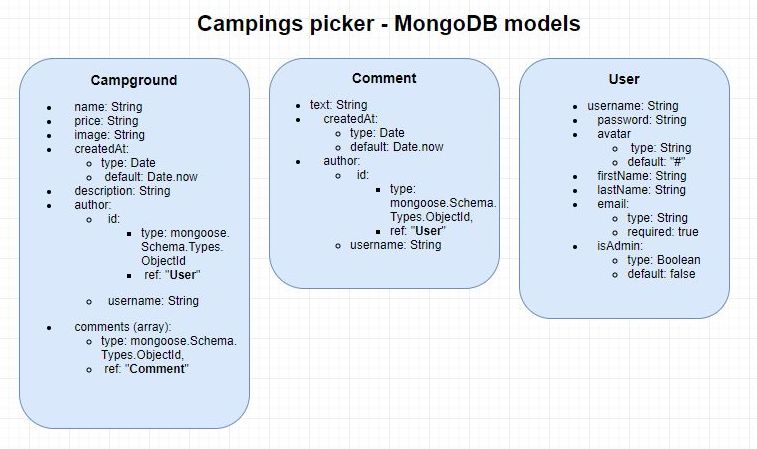 Campings picker - MongoDB models
Campground
name: String
price: String
image: String
createdAt:
type: Date
default: Date.now
description: String
author:
id:
type: mongoose.
Schema.Types.
ObjectId
ref: "User"
username: String
comments (array):
type: mongoose.Schema.
Types.ObjectId,
ref: "Comment"
Comment
text: String
createdAt:
type: Date
default: Date.now
author:
id:
type:
mongoose.Schema.
Types.ObjectId,
ref: "User"
username: String
User
username: String
password: String
avatar
type: String
default: "#"
firstName: String
lastName: String
email:
type: String
required: true
isAdmin:
type: Boolean
default: false